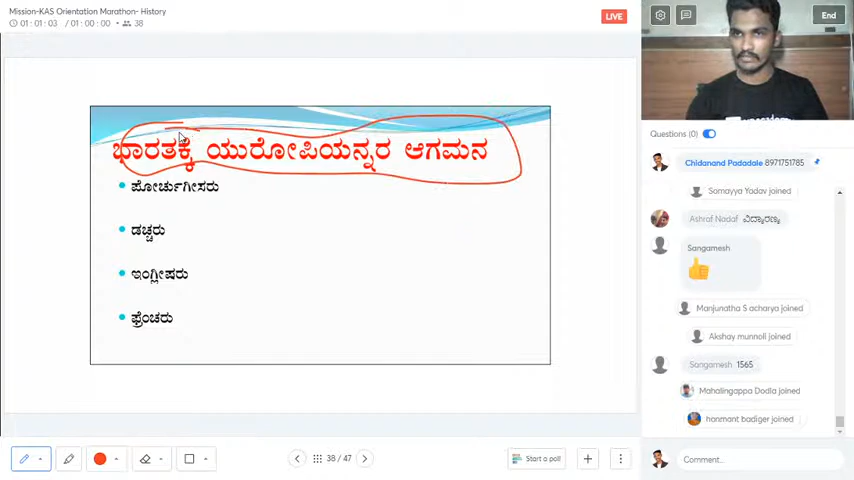 Mission-KAS Orientation Marathon- History
01:01:03 / 01:00:00 • 38
LIVE
End
ಭಾರತಕ್ಕೆ ಯುರೋಪಿಯನ್ನರ ಆಗಮನ
• ಪೋರ್ಚುಗೀಸರು
• ಡಚ್ಚರು
• ಇಂಗ್ಲೀಷರು
• ಫ್ರೆಂಚರು
Questions (0)
Chidanand Padadale 8971751785
Somayya Yadav joined
Ashraf Nadaf ವಿದ್ಯಾರಣ್ಯ
Sangamesh
Manjunatha S acharya joined
Akshay munnoli joined
Sangamesh 1565
Mahalingappa Dodla joined
hanmant badiger joined
38 / 47
Start a poll
Comment...